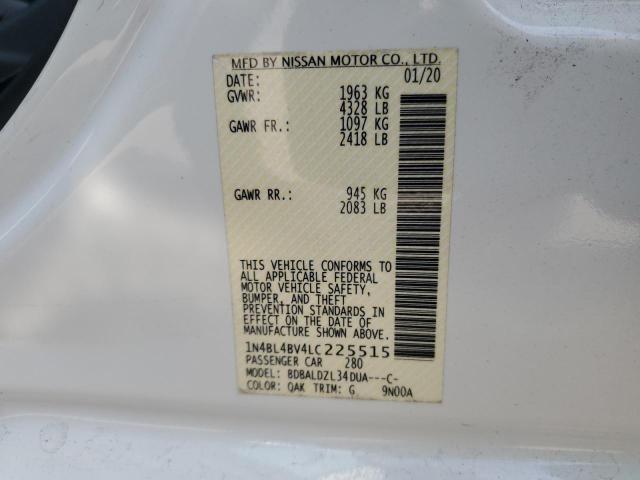 MFD BY NISSAN MOTOR CO., LTD.
DATE: 01/20
GVWR: 1963 KG
4328 LB
GAWR FR.: 1097 KG
2418 LB
GAWR RR.: 945 KG
2083 LB
THIS VEHICLE CONFORMS TO
ALL APPLICABLE FEDERAL
MOTOR VEHICLE SAFETY,
BUMPER, AND THEFT
PREVENTION STANDARDS IN
EFFECT ON THE DATE OF
MANUFACTURE SHOWN ABOVE.
1N4BL4BV4LC225515
PASSENGER CAR 280
MODEL: BDBALDZL34DUA---C-
COLOR: QAK TRIM: G 9N00A